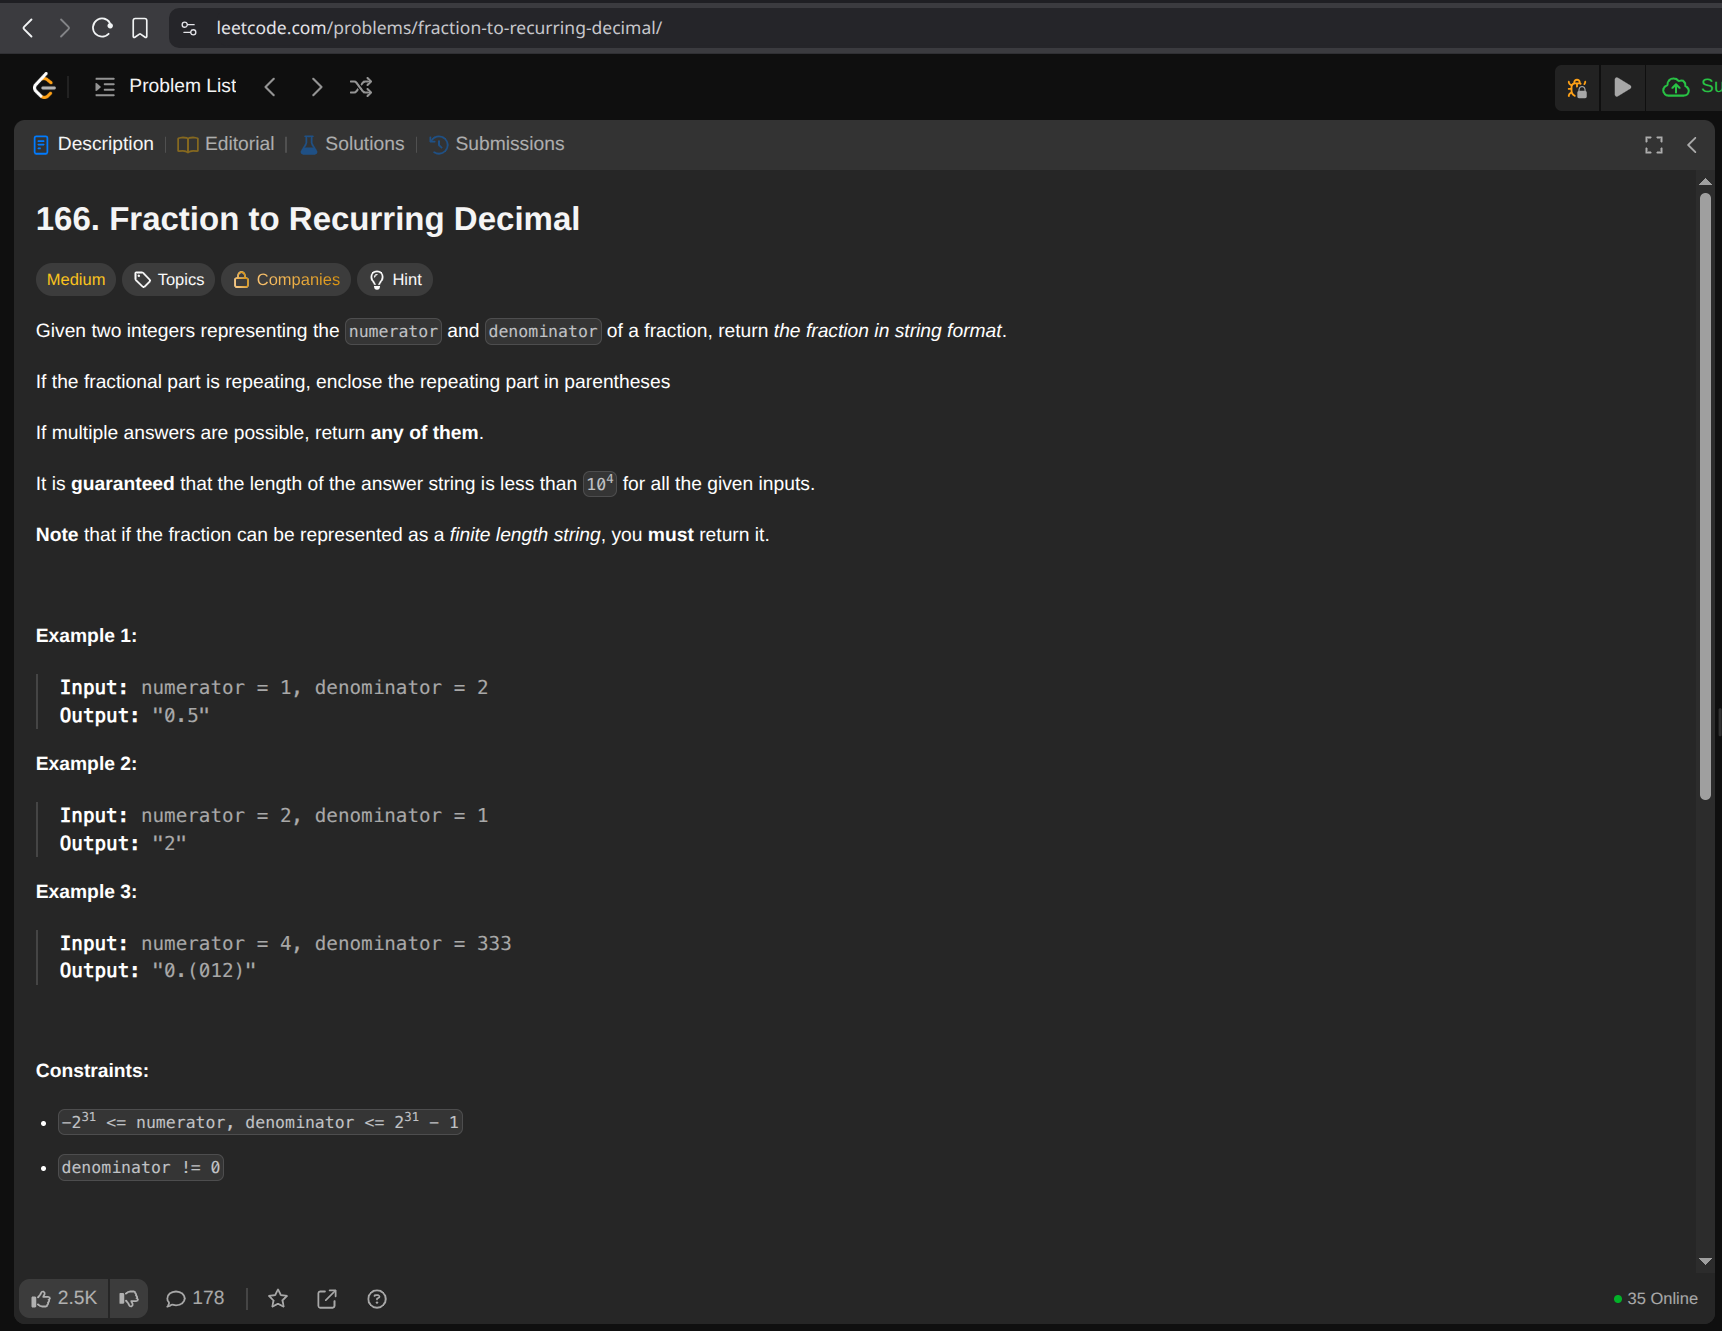 leetcode.com/problems/fraction-to-recurring-decimal/
Problem List
Su
Description
Editorial
Solutions
Submissions
166. Fraction to Recurring Decimal
Medium
Topics
Companies
Hint
Given two integers representing the numerator and denominator of a fraction, return the fraction in string format.
If the fractional part is repeating, enclose the repeating part in parentheses
If multiple answers are possible, return any of them.
It is guaranteed that the length of the answer string is less than 10⁴ for all the given inputs.
Note that if the fraction can be represented as a finite length string, you must return it.
Example 1:
Input: numerator = 1, denominator = 2
Output: "0.5"
Example 2:
Input: numerator = 2, denominator = 1
Output: "2"
Example 3:
Input: numerator = 4, denominator = 333
Output: "0.(012)"
Constraints:
−2³¹ <= numerator, denominator <= 2³¹ − 1
denominator != 0
2.5K
178
35 Online